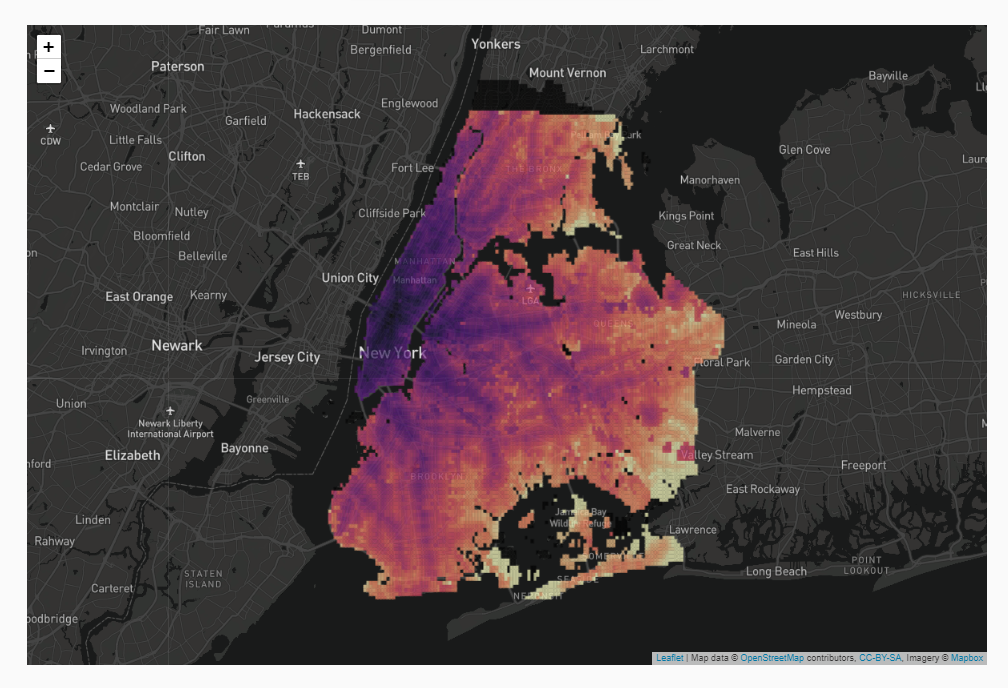 Fair Lawn
Dumont
Bergenfield
Yonkers
Larchmont
+
−
Paterson
Mount Vernon
Bayville
Woodland Park
Englewood
Hackensack
Garfield
CDW
Little Falls
Glen Cove
Clifton
Cedar Grove
TEB
Fort Lee
THE BRONX
Manorhaven
Montclair
Nutley
Cliffside Park
Kings Point
Bloomfield
Great Neck
Belleville
East Hills
MANHATTAN
Manhattan
Union City
East Orange
Kearny
LGA
HICKSVILLE
Westbury
Mineola
QUEENS
Newark
Irvington
Jersey City
New York
Floral Park
Garden City
Hempstead
Union
Greenville
Newark Liberty
International Airport
Malverne
Bayonne
Elizabeth
Valley Stream
Freeport
BROOKLYN
East Rockaway
Jamaica Bay
Wildlife Refuge
Linden
Rahway
Lawrence
STATEN
ISLAND
Long Beach
POINT
LOOKOUT
Carteret
oodbridge
Leaflet | Map data © OpenStreetMap contributors, CC-BY-SA, Imagery © Mapbox